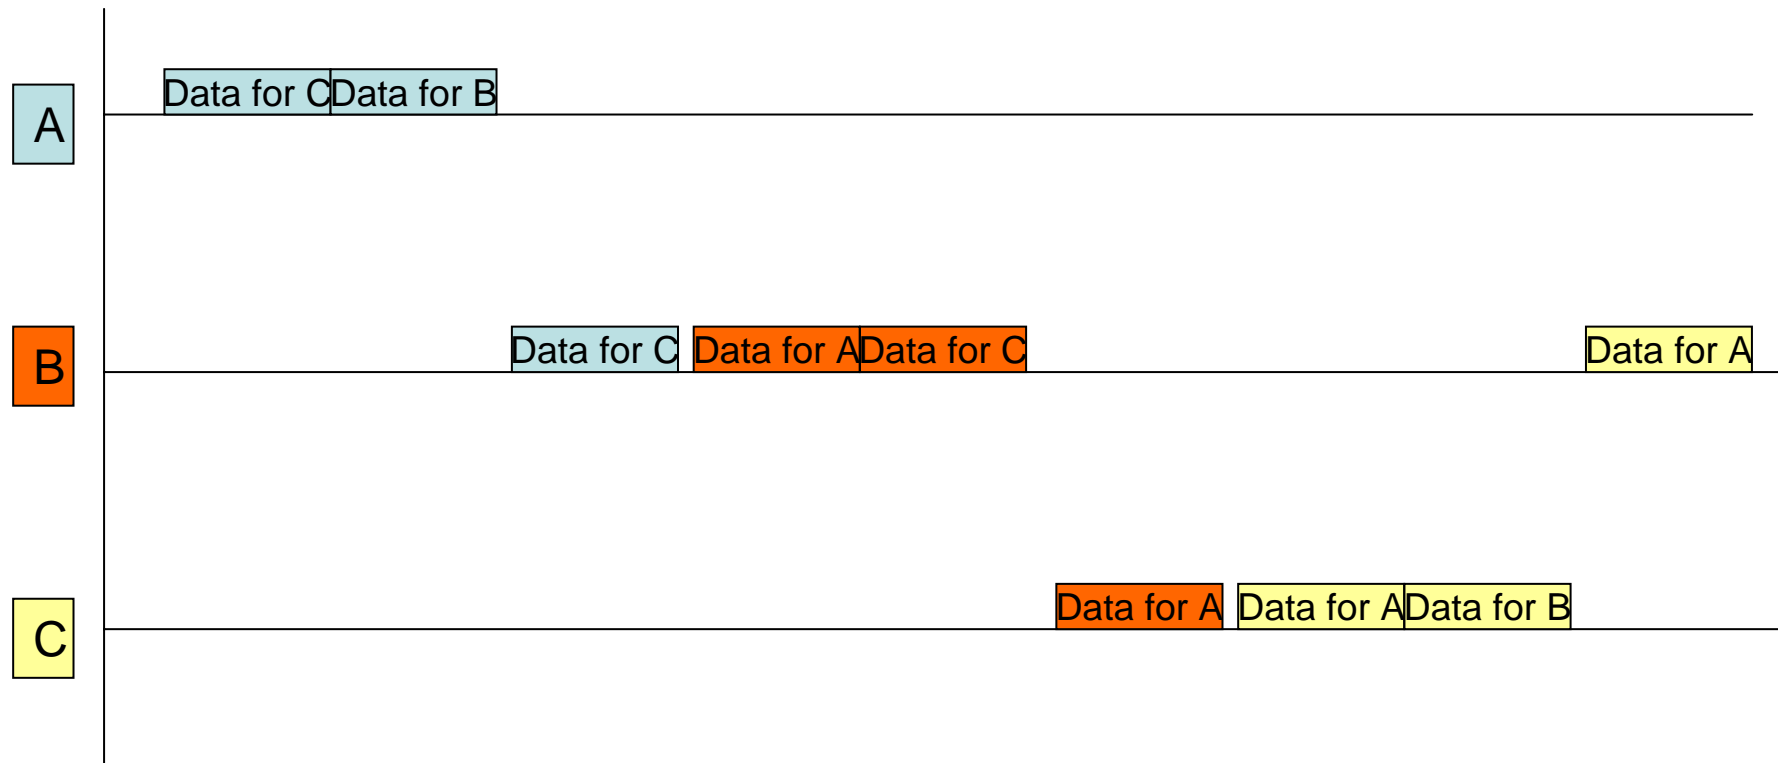 A
Data for C Data for B
B
Data for C Data for A Data for C Data for A
C
Data for A Data for A Data for B